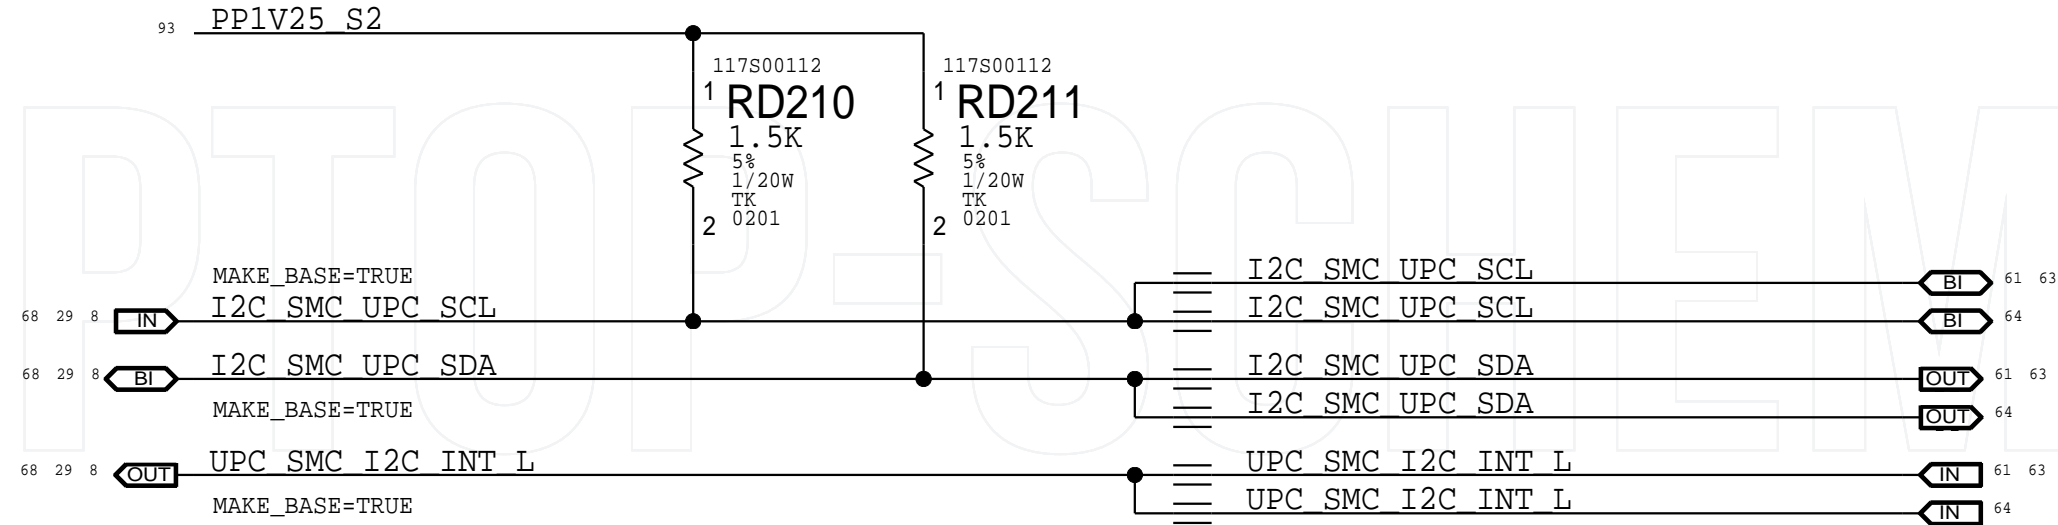 93 PP1V25_S2
117S00112 117S00112
1 RD210 1 RD211
1.5K 1.5K
5% 5%
1/20W 1/20W
TK TK
2 0201 2 0201
MAKE_BASE=TRUE I2C_SMC_UPC_SCL BI 61 63
68 29 8 IN I2C_SMC_UPC_SCL I2C_SMC_UPC_SCL BI 64
68 29 8 BI I2C_SMC_UPC_SDA I2C_SMC_UPC_SDA OUT 61 63
MAKE_BASE=TRUE I2C_SMC_UPC_SDA OUT 64
68 29 8 OUT UPC_SMC_I2C_INT_L UPC_SMC_I2C_INT_L IN 61 63
MAKE_BASE=TRUE UPC_SMC_I2C_INT_L IN 64
PTOP-SCHEM